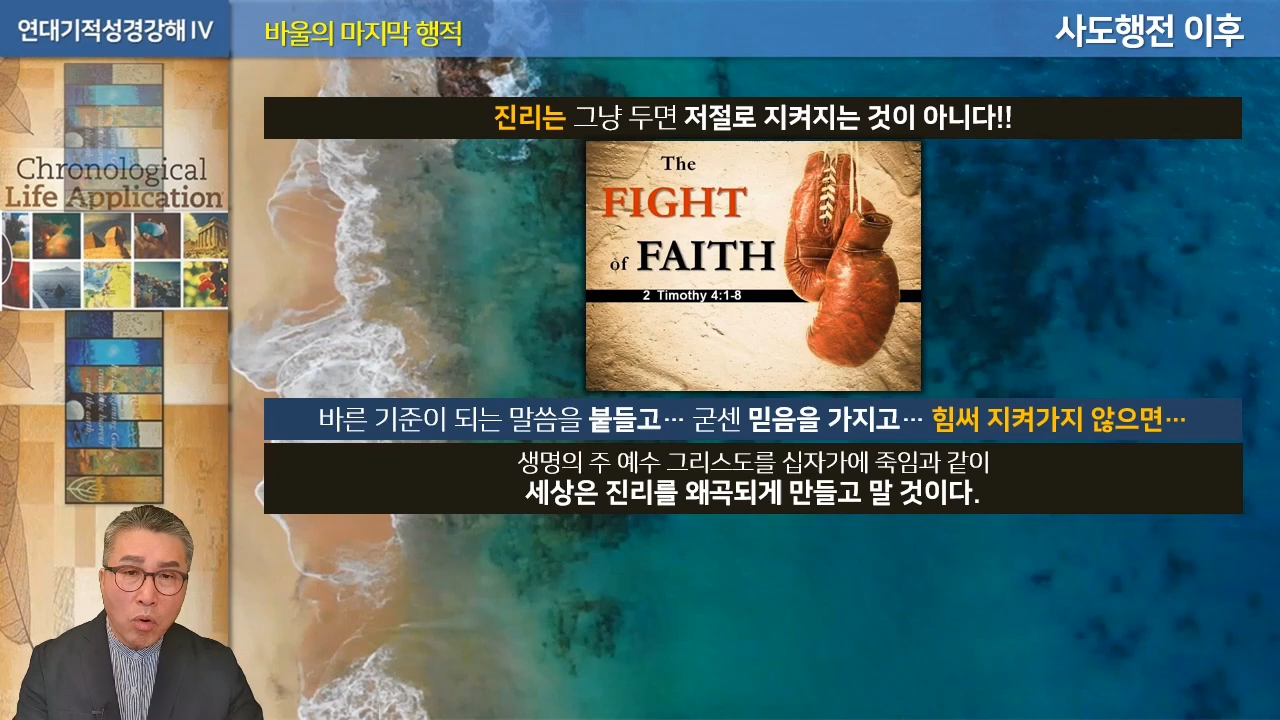 연대기적성경강해 IV
바울의 마지막 행적
사도행전 이후
Chronological
Life Application
진리는 그냥 두면 저절로 지켜지는 것이 아니다!!
The
FIGHT
of FAITH
2 Timothy 4:1-8
바른 기준이 되는 말씀을 붙들고… 굳센 믿음을 가지고… 힘써 지켜가지 않으면…
생명의 주 예수 그리스도를 십자가에 죽임과 같이
세상은 진리를 왜곡되게 만들고 말 것이다.